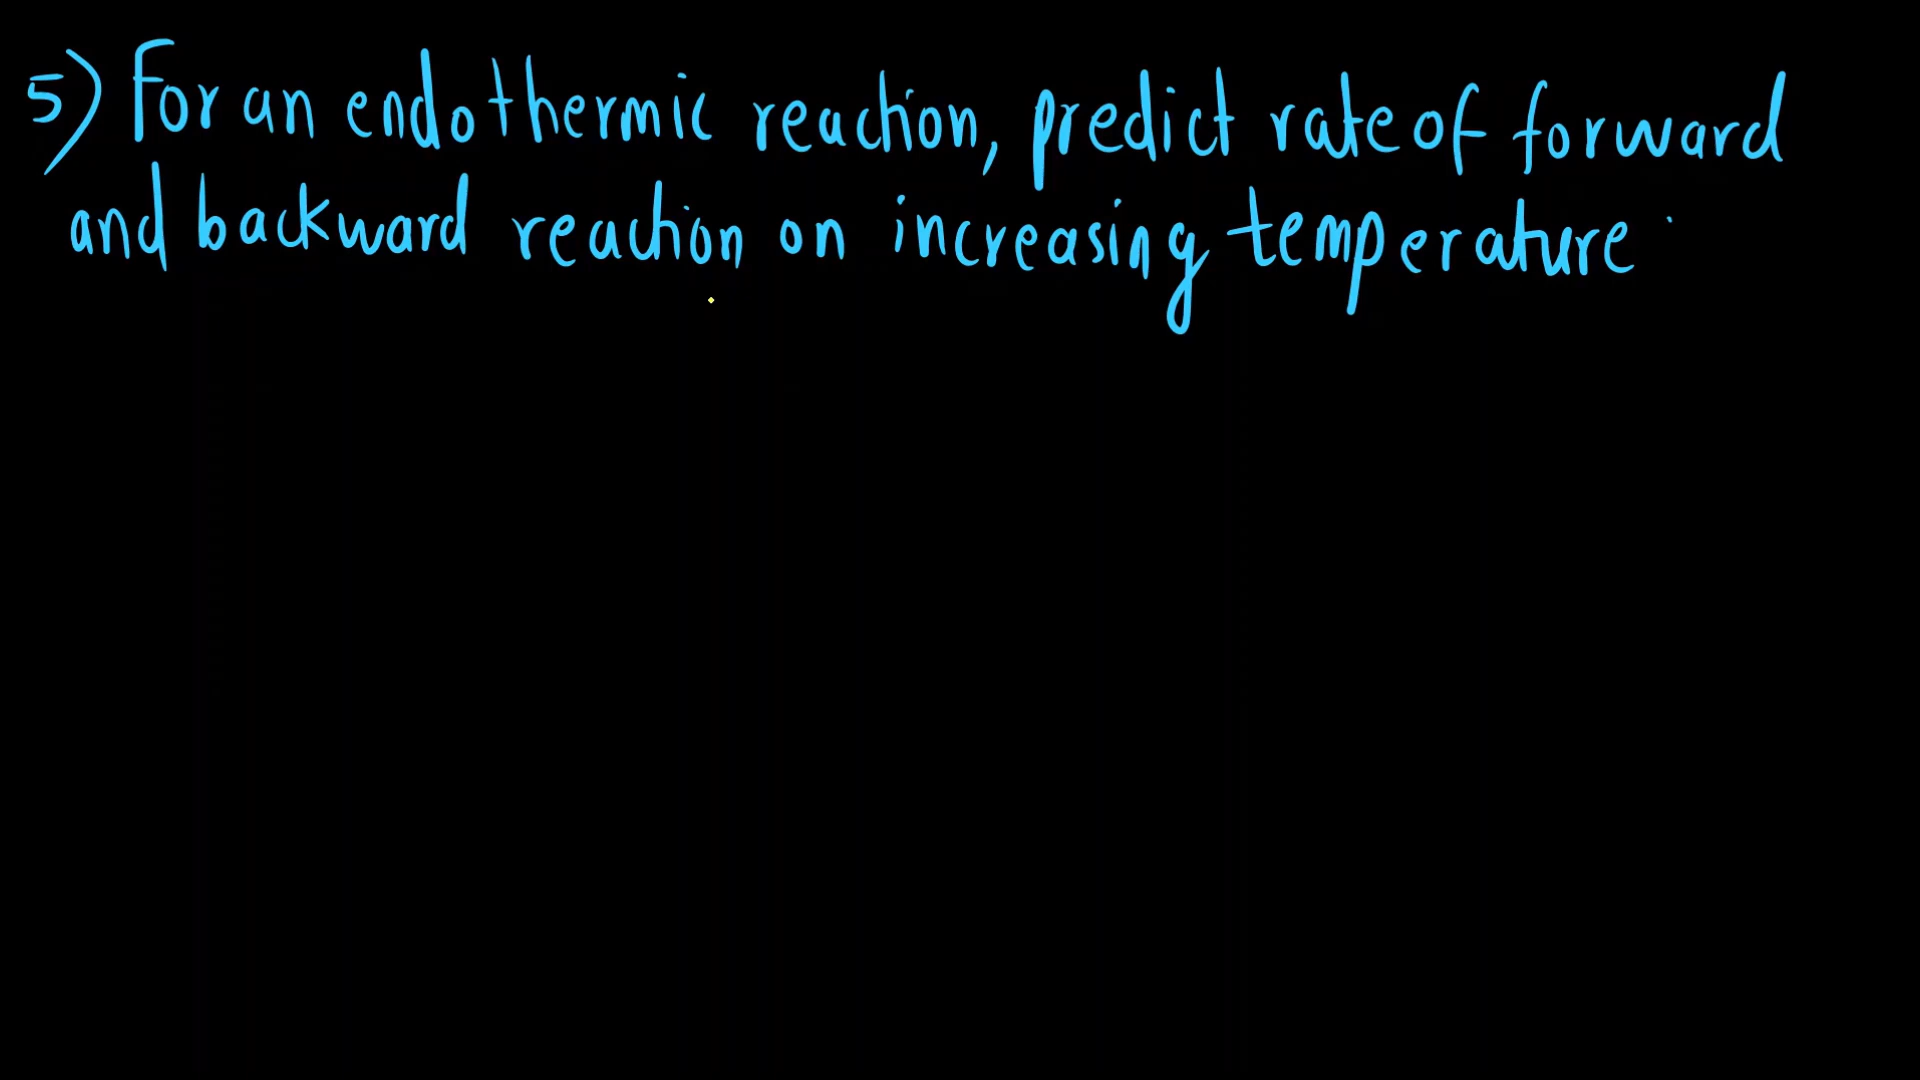 5) For an endothermic reaction, predict rate of forward
and backward reaction on increasing temperature.